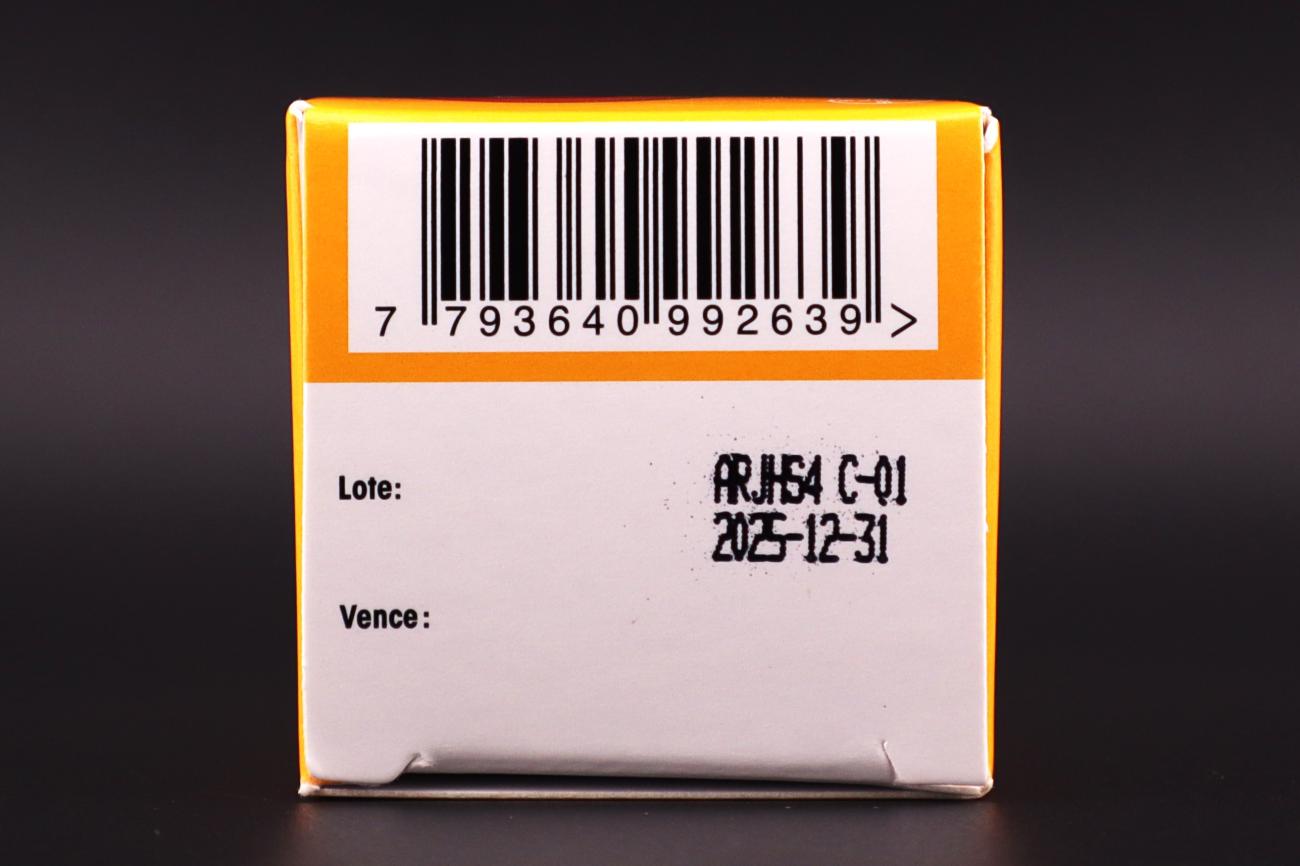 7 793640 992639 >
Lote:
ARJH54 C-01
2025-12-31
Vence: